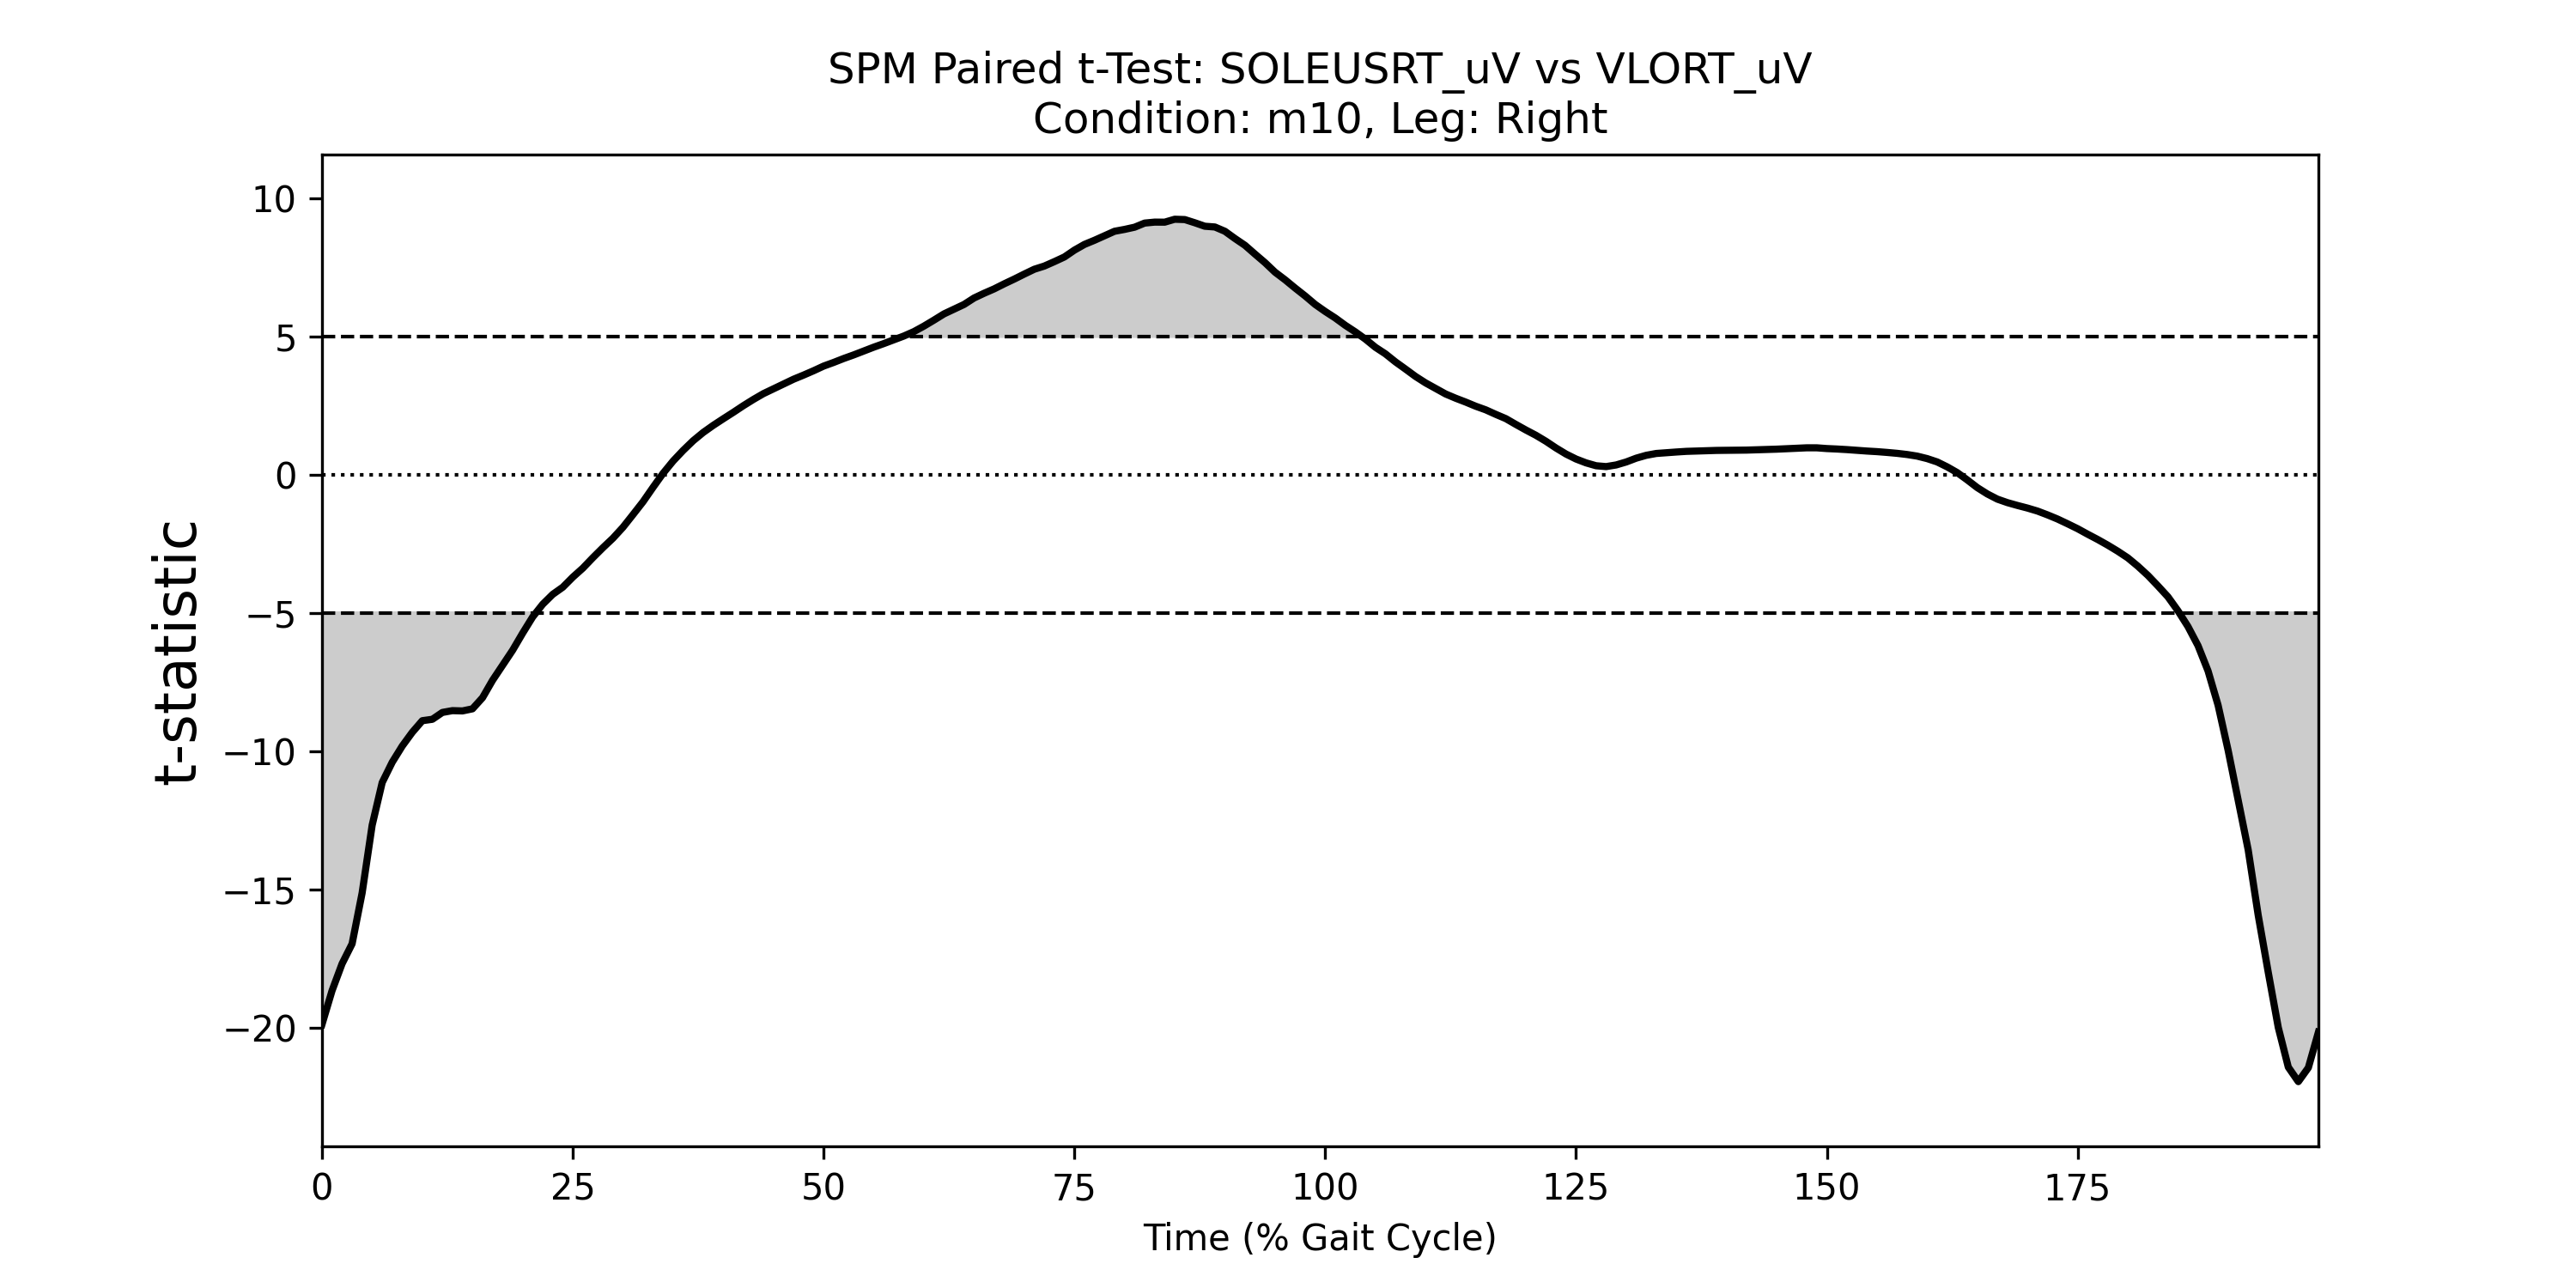 SPM Paired t-Test: SOLEUSRT_uV vs VLORT_uV
Condition: m10, Leg: Right
t-statistic
10
5
0
−5
−10
−15
−20
0 25 50 75 100 125 150 175
Time (% Gait Cycle)